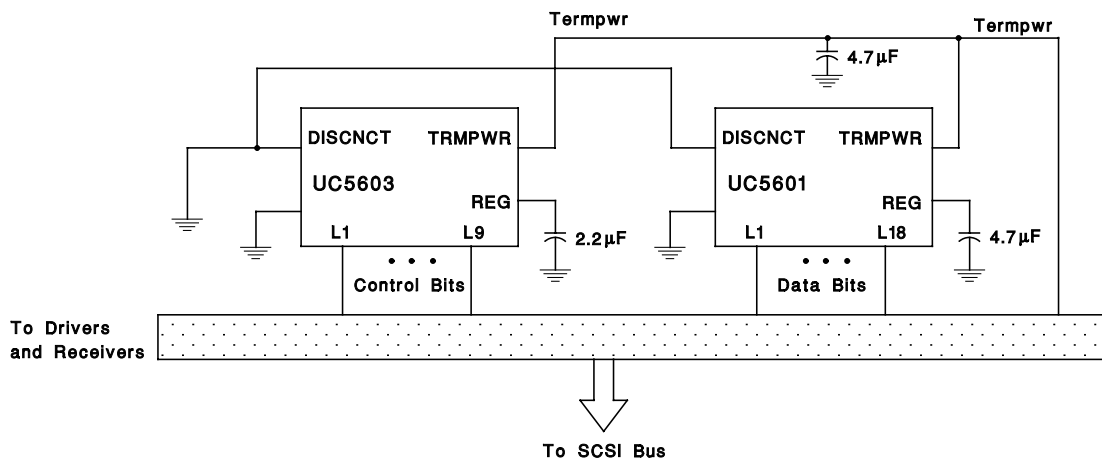 Termpwr
Termpwr
4.7µF
DISCNCT TRMPWR
UC5603
REG
L1 L9
2.2µF
• • •
Control Bits
DISCNCT TRMPWR
UC5601
REG
L1 L18
4.7µF
• • •
Data Bits
To Drivers
and Receivers
To SCSI Bus